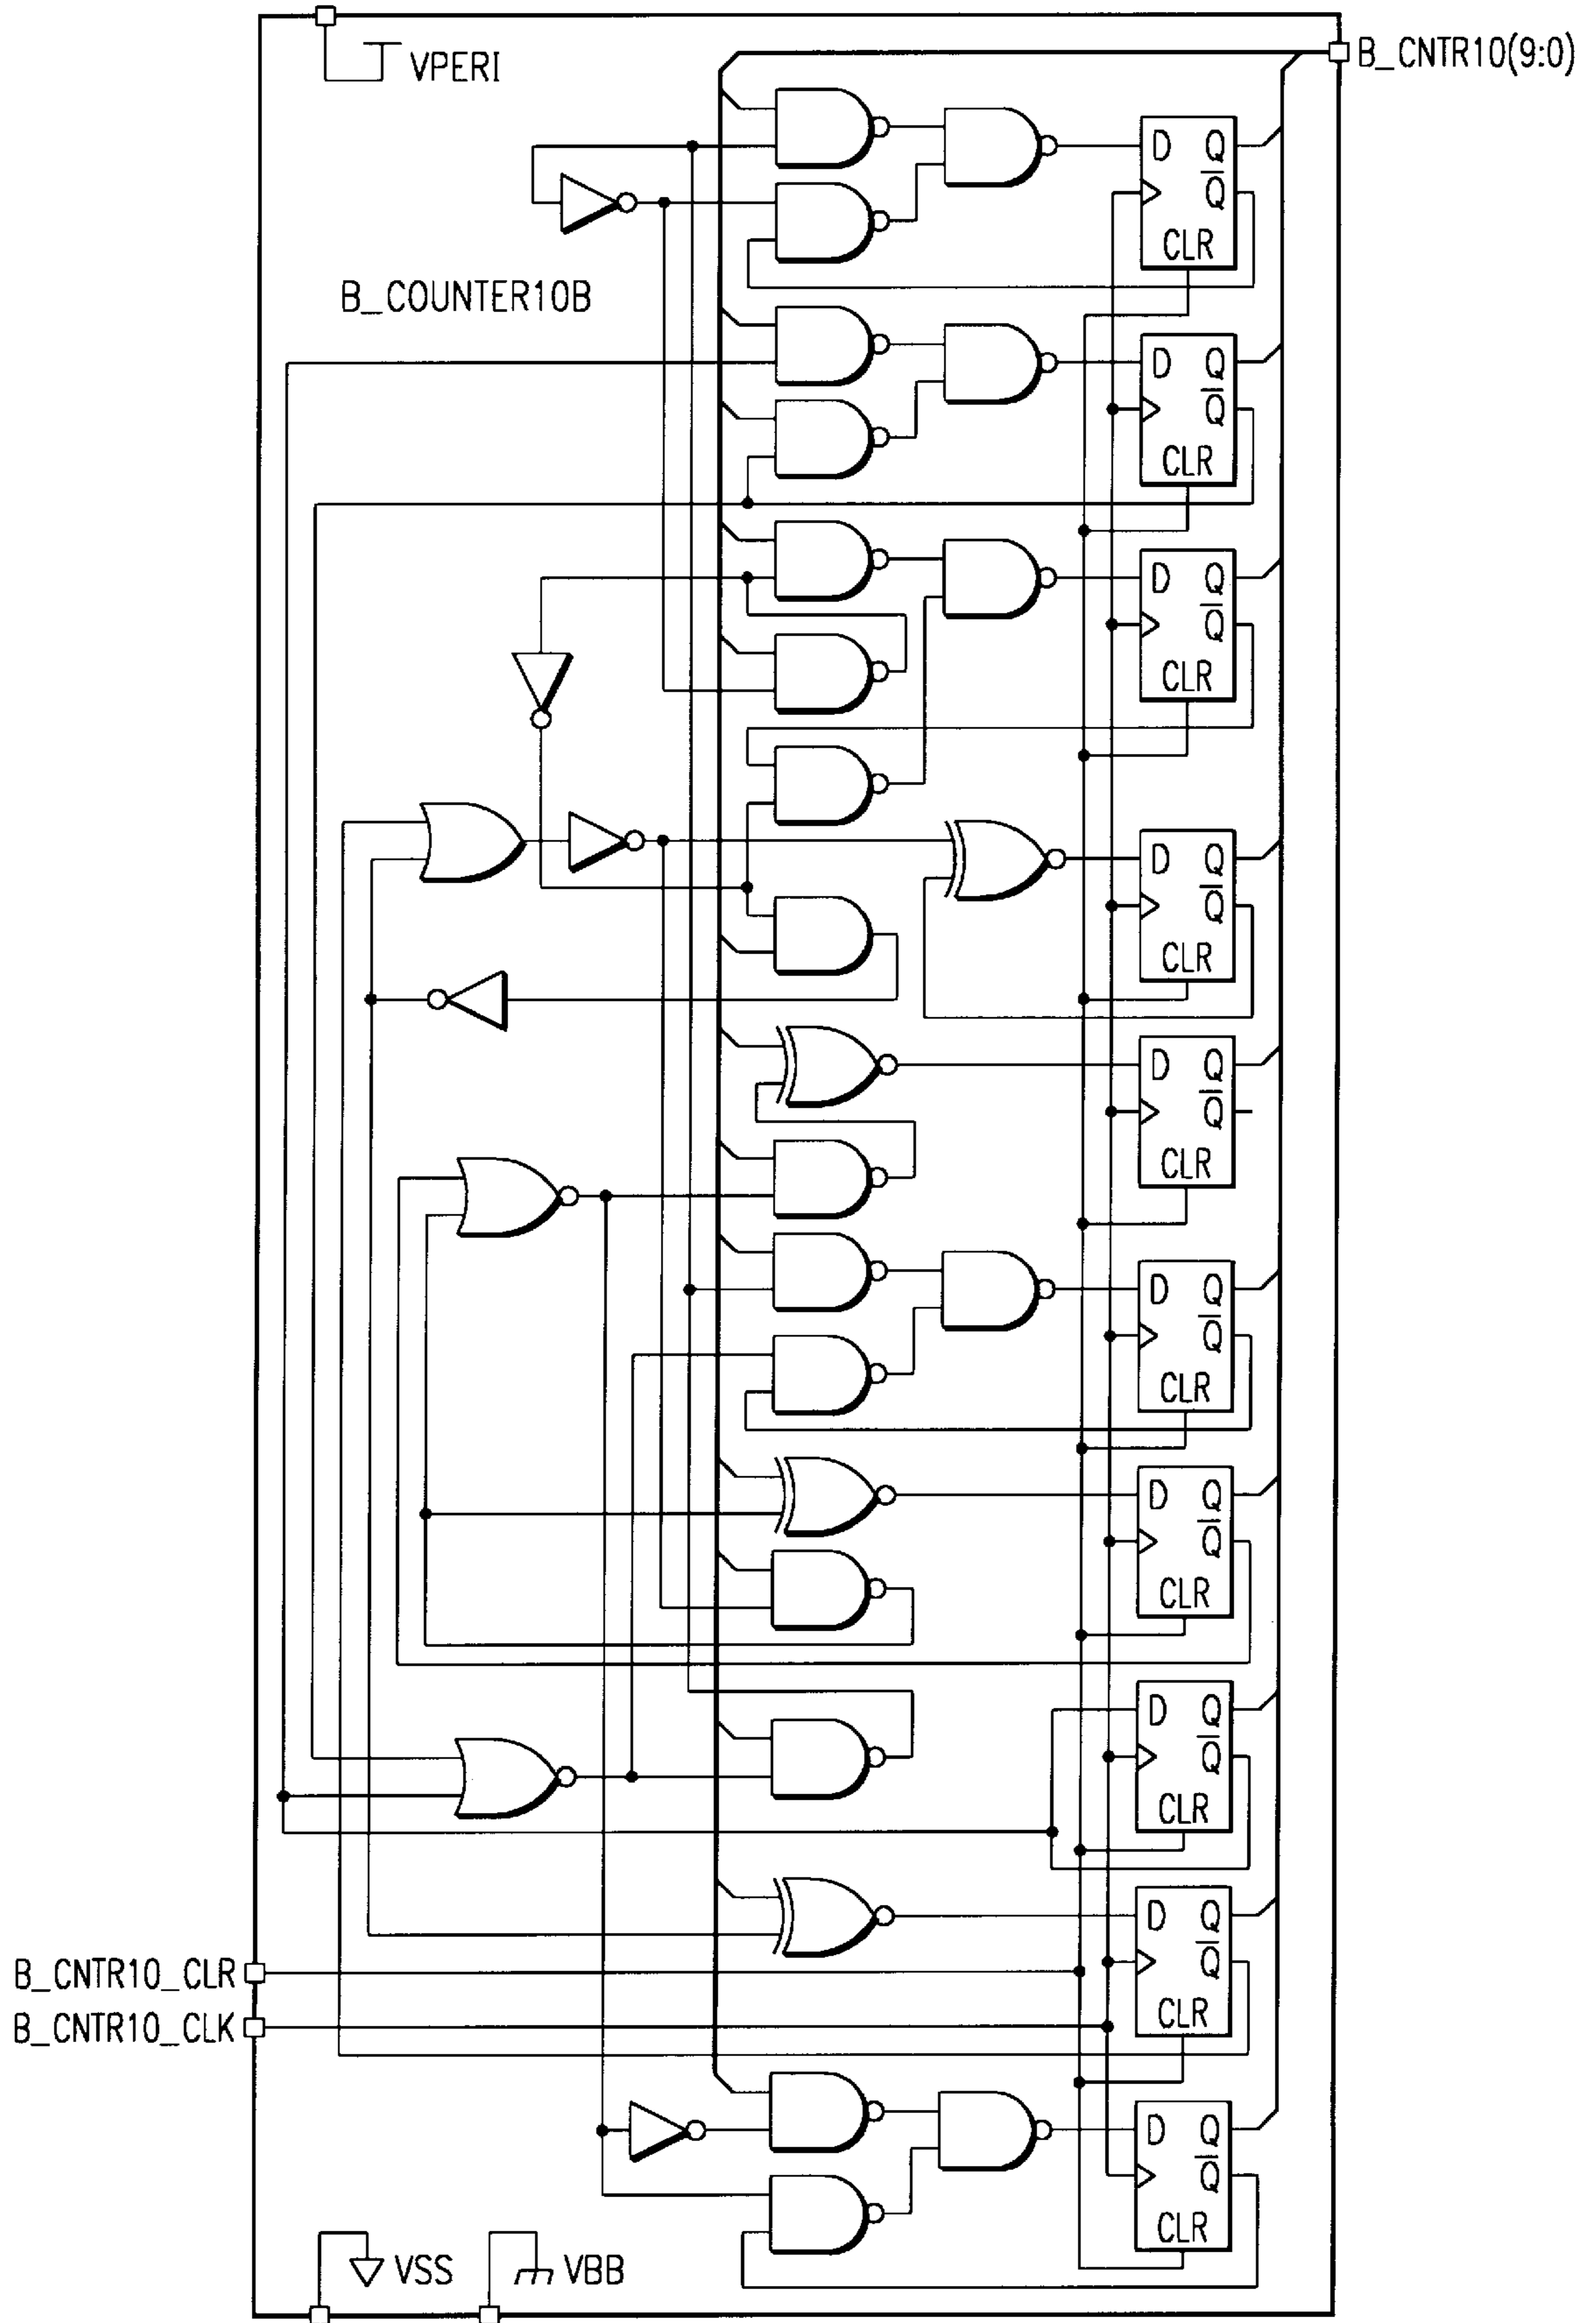 VPERI
B_CNTR10(9:0)
B_COUNTER10B
D Q
Q
CLR
D Q
Q
CLR
D Q
Q
CLR
D Q
Q
CLR
D Q
Q
CLR
D Q
Q
CLR
D Q
Q
CLR
D Q
Q
CLR
D Q
Q
CLR
D Q
Q
CLR
B_CNTR10_CLR
B_CNTR10_CLK
VSS
VBB